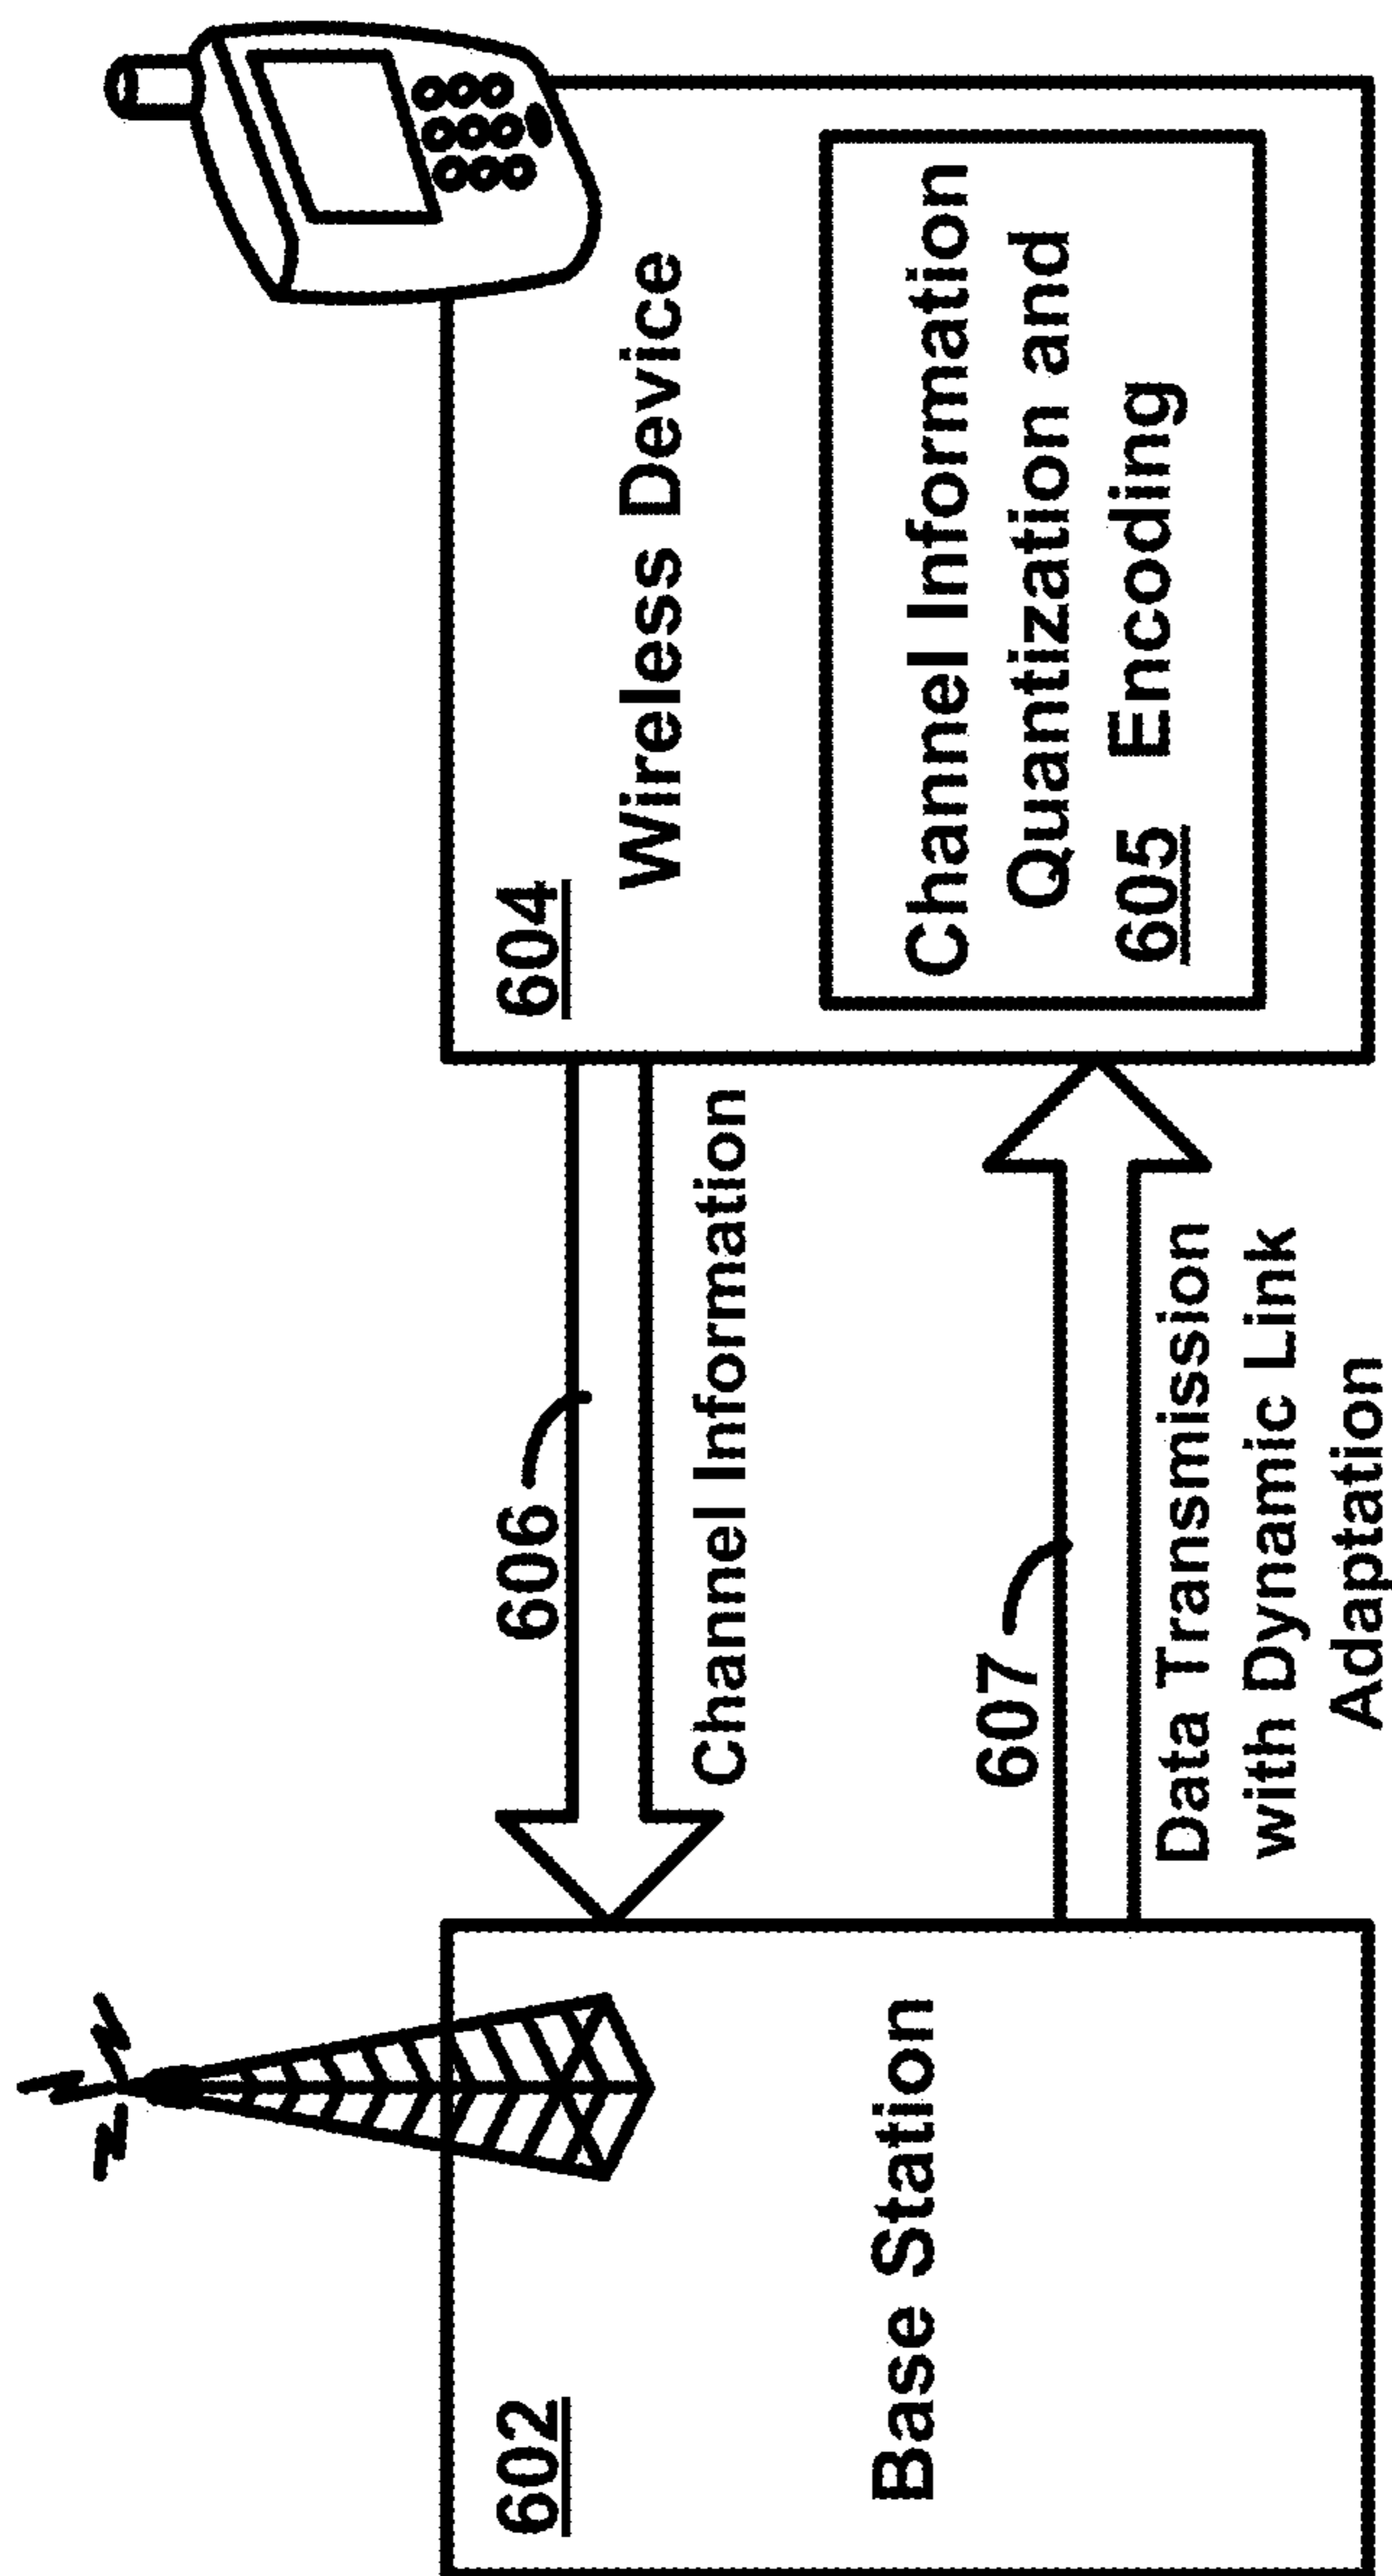 602
Base Station
606
Channel Information
607
Data Transmission
with Dynamic Link
Adaptation
604
Wireless Device
Channel Information
Quantization and
605 Encoding